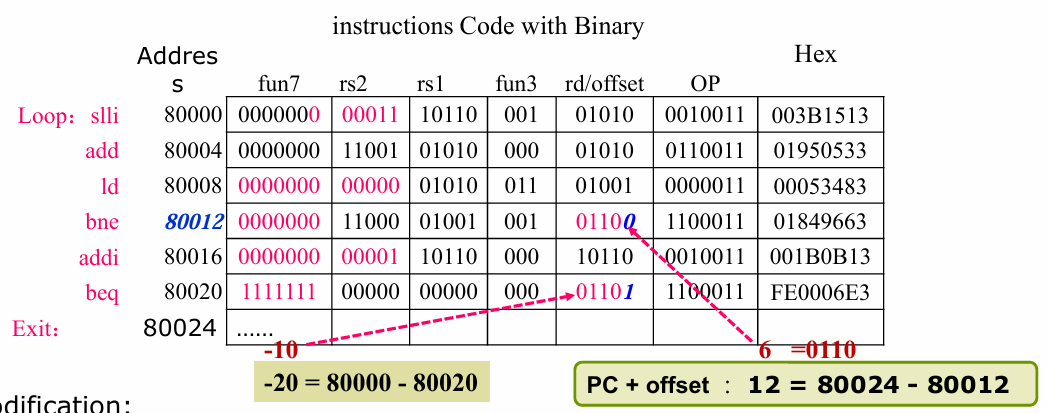 instructions Code with Binary
Hex
Addres
s fun7 rs2 rs1 fun3 rd/offset OP
Loop：slli 80000 0000000 00011 10110 001 01010 0010011 003B1513
add 80004 0000000 11001 01010 000 01010 0110011 01950533
ld 80008 0000000 00000 01010 011 01001 0000011 00053483
bne 80012 0000000 11000 01001 001 01100 1100011 01849663
addi 80016 0000000 00001 10110 000 10110 0010011 001B0B13
beq 80020 1111111 00000 00000 000 01101 1100011 FE0006E3
Exit： 80024 ......
-10 6 =0110
-20 = 80000 - 80020
PC + offset ： 12 = 80024 - 80012